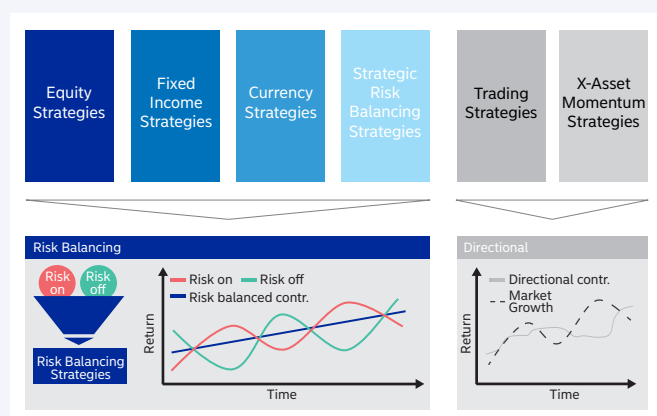 Equity
Strategies
Fixed
Income
Strategies
Currency
Strategies
Strategic
Risk
Balancing
Strategies
Trading
Strategies
X-Asset
Momentum
Strategies
Risk Balancing
Risk
on
Risk
off
Risk Balancing
Strategies
Return
Risk on
Risk off
Risk balanced contr.
Time
Directional
Return
Directional contr.
Market
Growth
Time